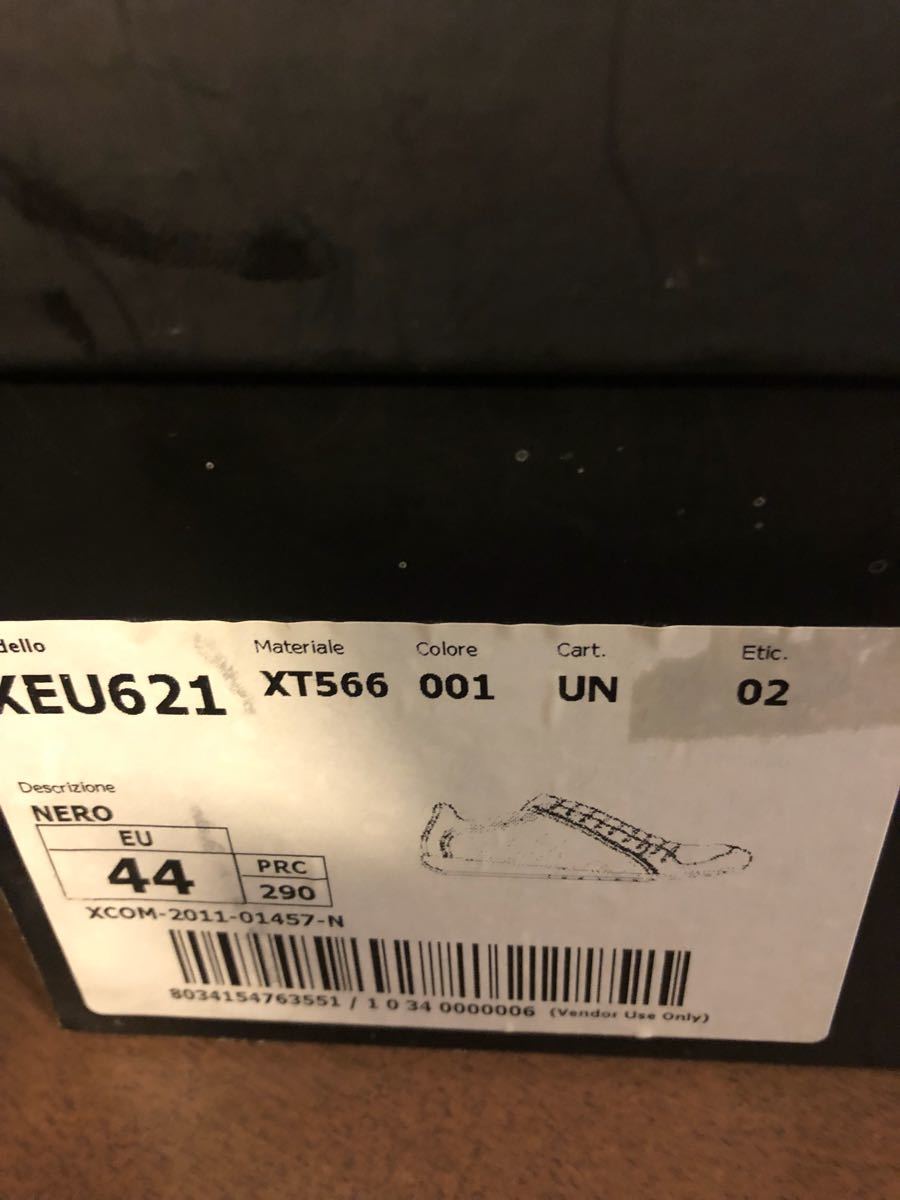 dello Materiale Colore Cart. Etic.
XEU621 XT566 001 UN 02
Descrizione
NERO
EU
44 PRC
290
XCOM-2011-01457-N
8034154763551 / 1 0 34 0000006 (Vendor Use Only)